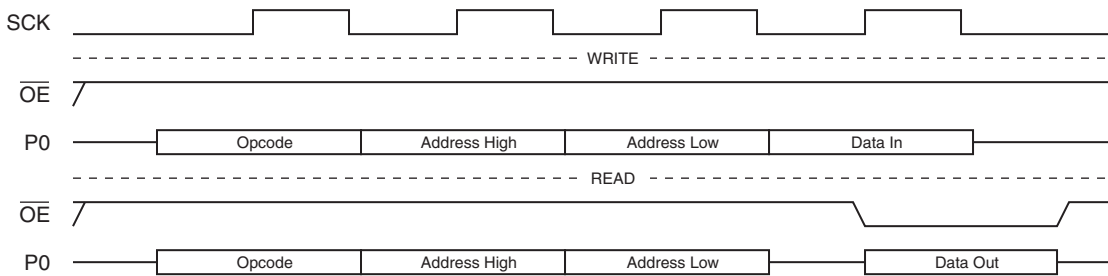 SCK
WRITE
OE
P0 Opcode Address High Address Low Data In
READ
OE
P0 Opcode Address High Address Low Data Out